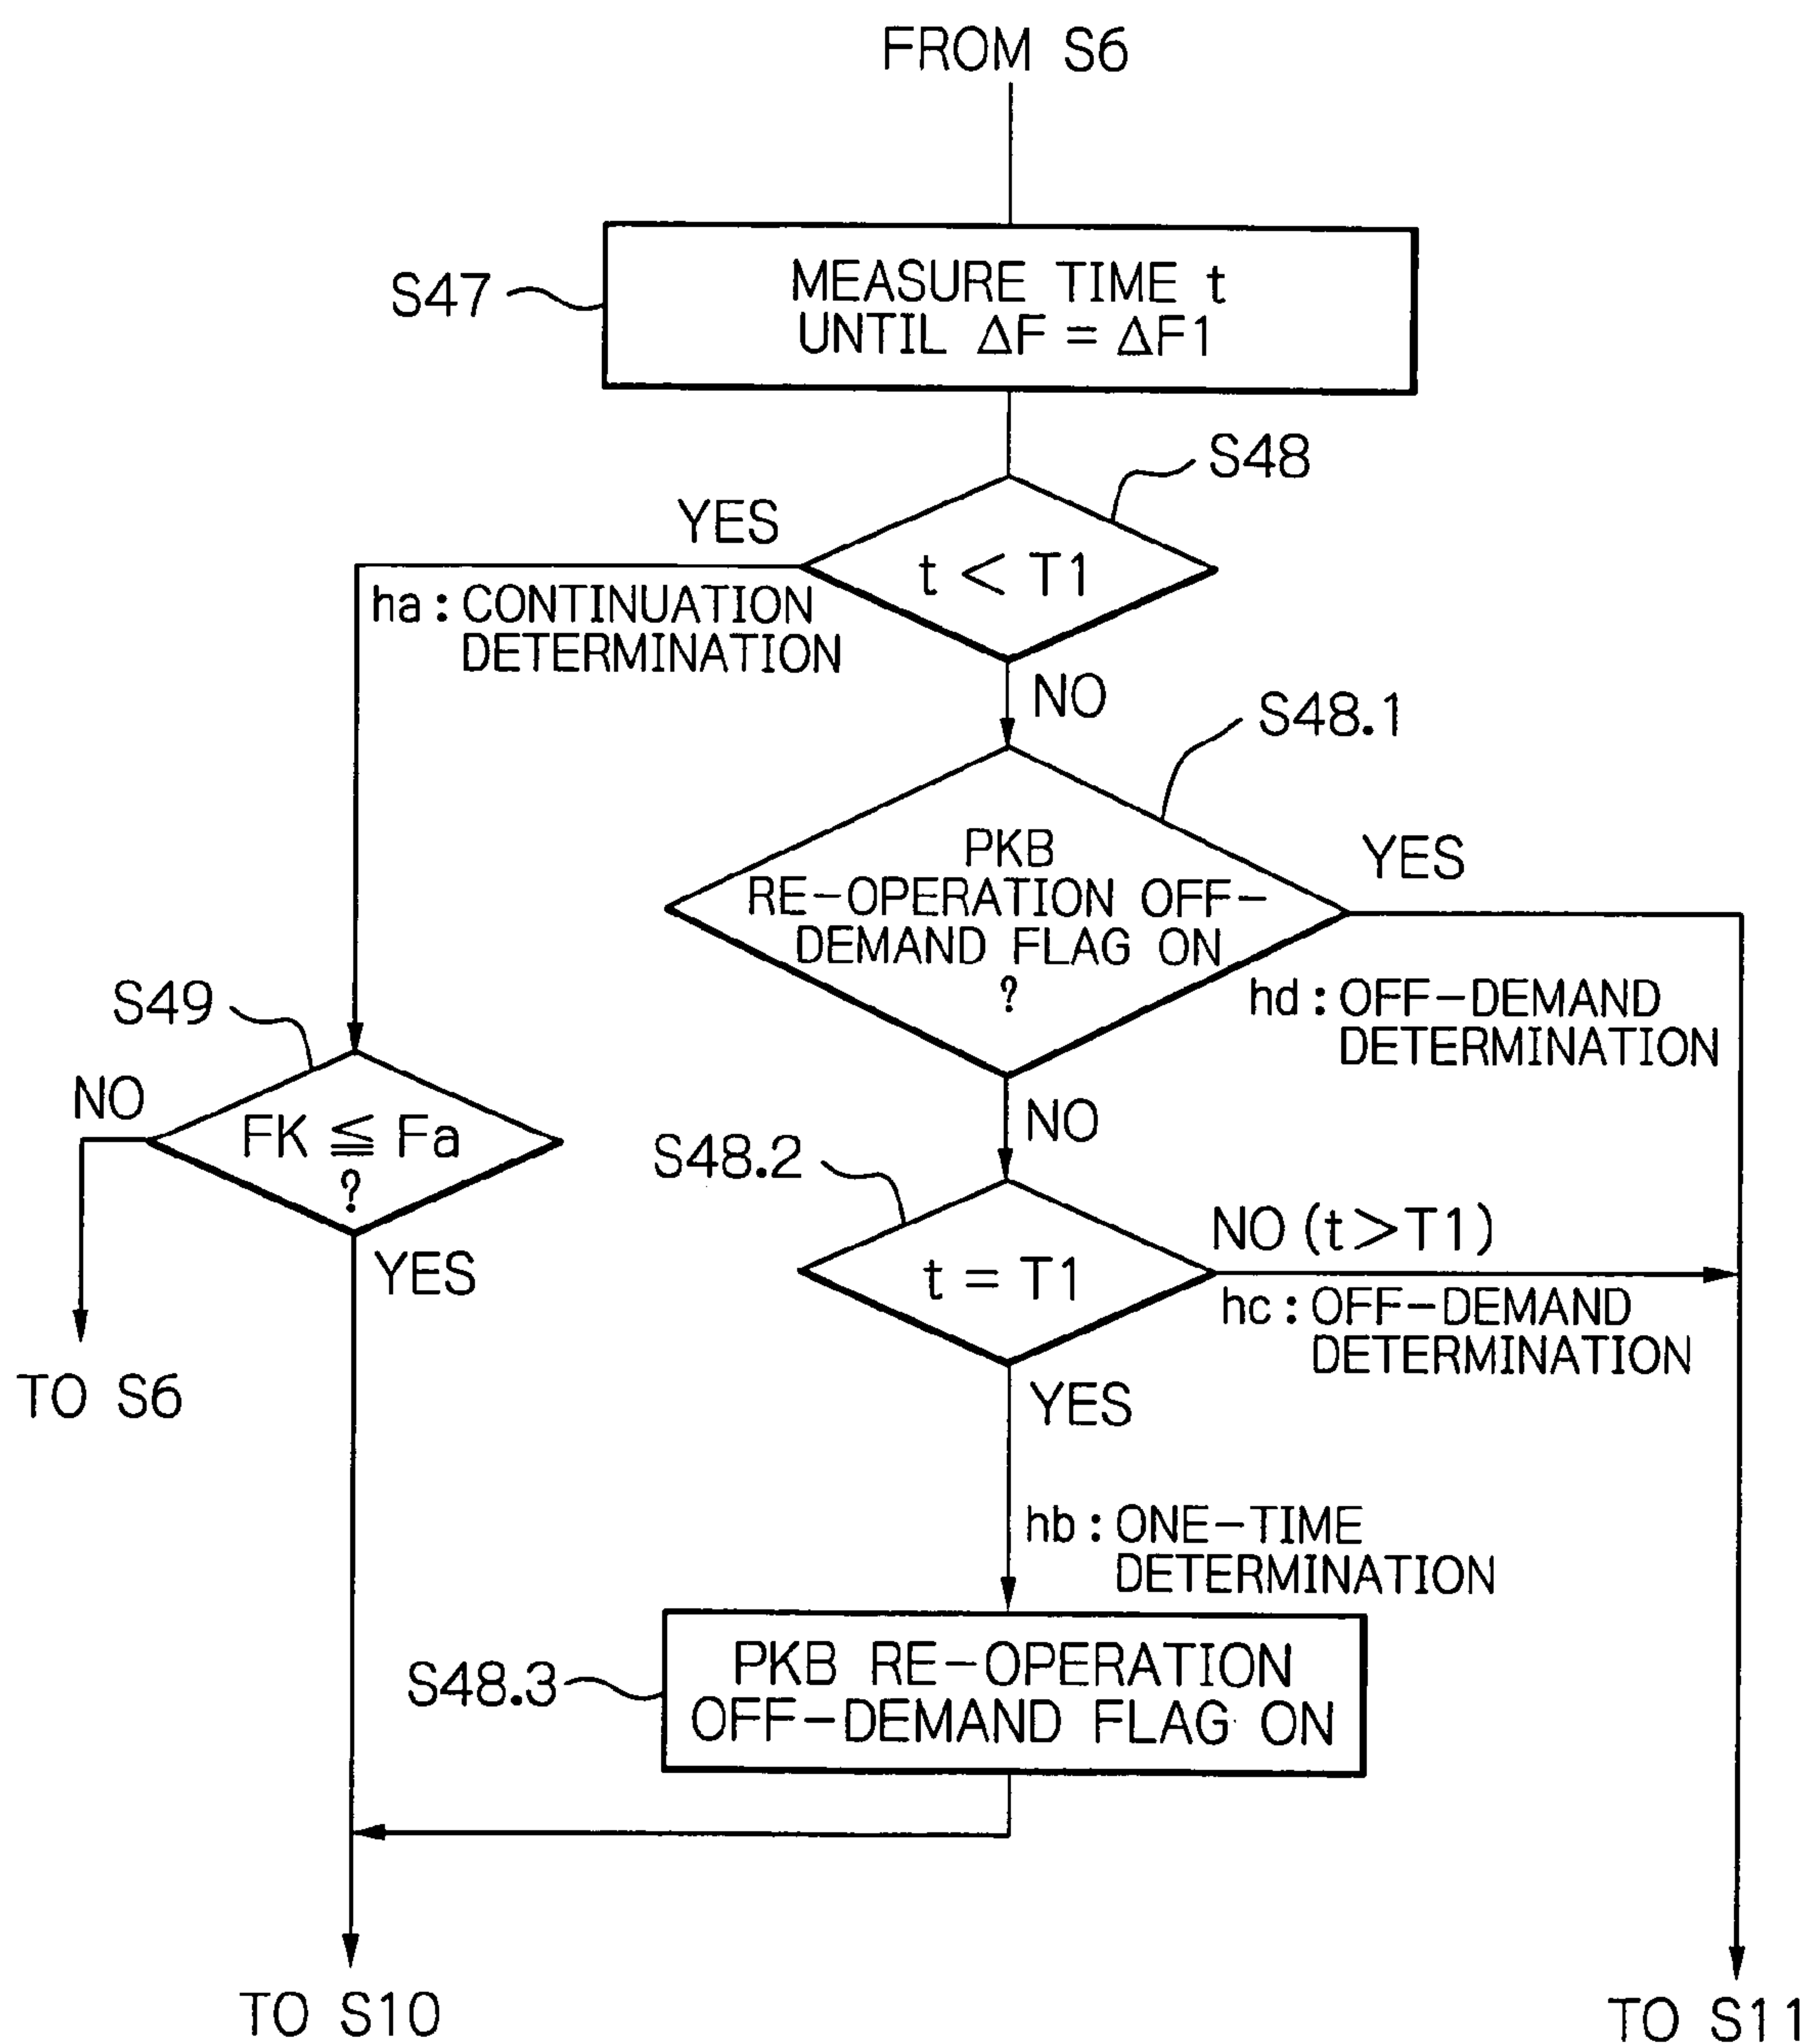 FROM S6
S47
MEASURE TIME t
UNTIL ΔF = ΔF1
S48
YES
t < T1
ha : CONTINUATION
DETERMINATION
NO
S48.1
PKB
RE-OPERATION OFF-
DEMAND FLAG ON
?
YES
hd : OFF-DEMAND
DETERMINATION
S49
NO
FK ≦ Fa
?
YES
TO S6
NO
S48.2
t = T1
NO (t>T1)
hc : OFF-DEMAND
DETERMINATION
YES
hb : ONE-TIME
DETERMINATION
S48.3
PKB RE-OPERATION
OFF-DEMAND FLAG ON
TO S10
TO S11